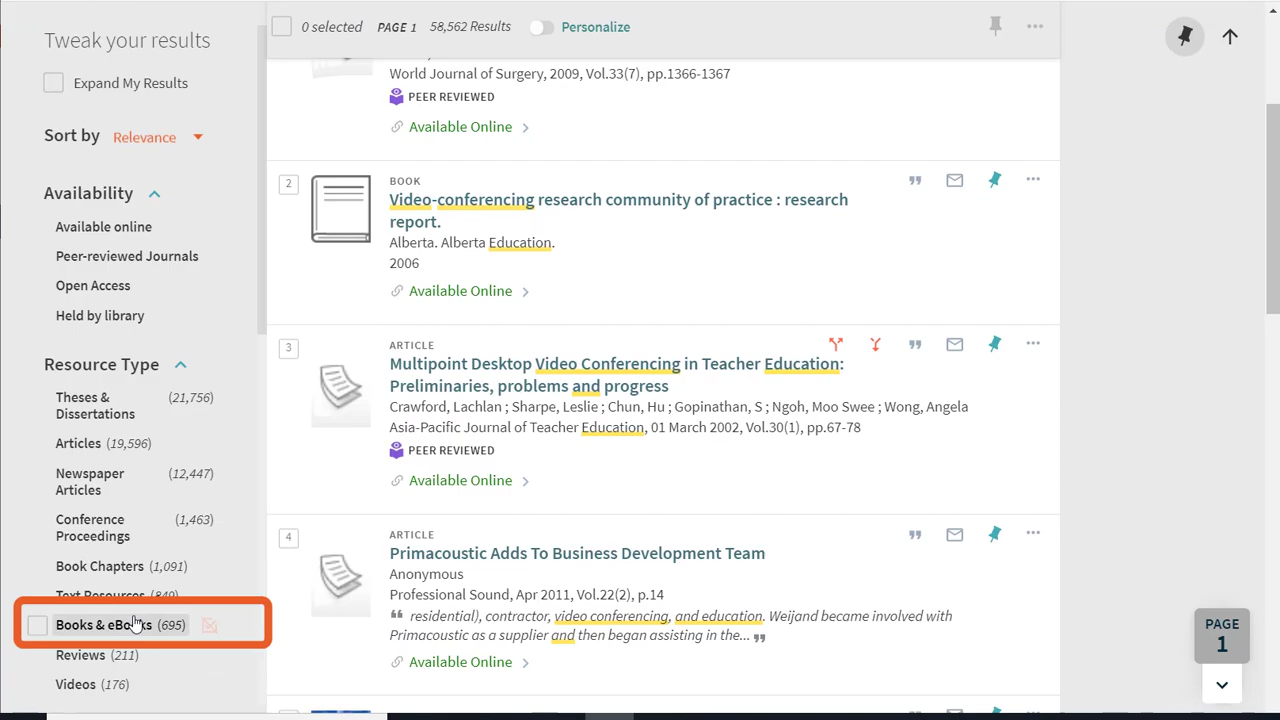 Tweak your results
Expand My Results
Sort by Relevance
Availability
Available online
Peer-reviewed Journals
Open Access
Held by library
Resource Type
Theses & (21,756)
Dissertations
Articles (19,596)
Newspaper (12,447)
Articles
Conference (1,463)
Proceedings
Book Chapters (1,091)
Text Resources (849)
Books & eBooks (695)
Reviews (211)
Videos (176)
0 selected PAGE 1 58,562 Results Personalize
World Journal of Surgery, 2009, Vol.33(7), pp.1366-1367
PEER REVIEWED
Available Online
2
BOOK
Video-conferencing research community of practice : research
report.
Alberta. Alberta Education.
2006
Available Online
3
ARTICLE
Multipoint Desktop Video Conferencing in Teacher Education:
Preliminaries, problems and progress
Crawford, Lachlan ; Sharpe, Leslie ; Chun, Hu ; Gopinathan, S ; Ngoh, Moo Swee ; Wong, Angela
Asia-Pacific Journal of Teacher Education, 01 March 2002, Vol.30(1), pp.67-78
PEER REVIEWED
Available Online
4
ARTICLE
Primacoustic Adds To Business Development Team
Anonymous
Professional Sound, Apr 2011, Vol.22(2), p.14
❝ residential), contractor, video conferencing, and education. Weijand became involved with
Primacoustic as a supplier and then began assisting in the... ❞
Available Online
PAGE
1